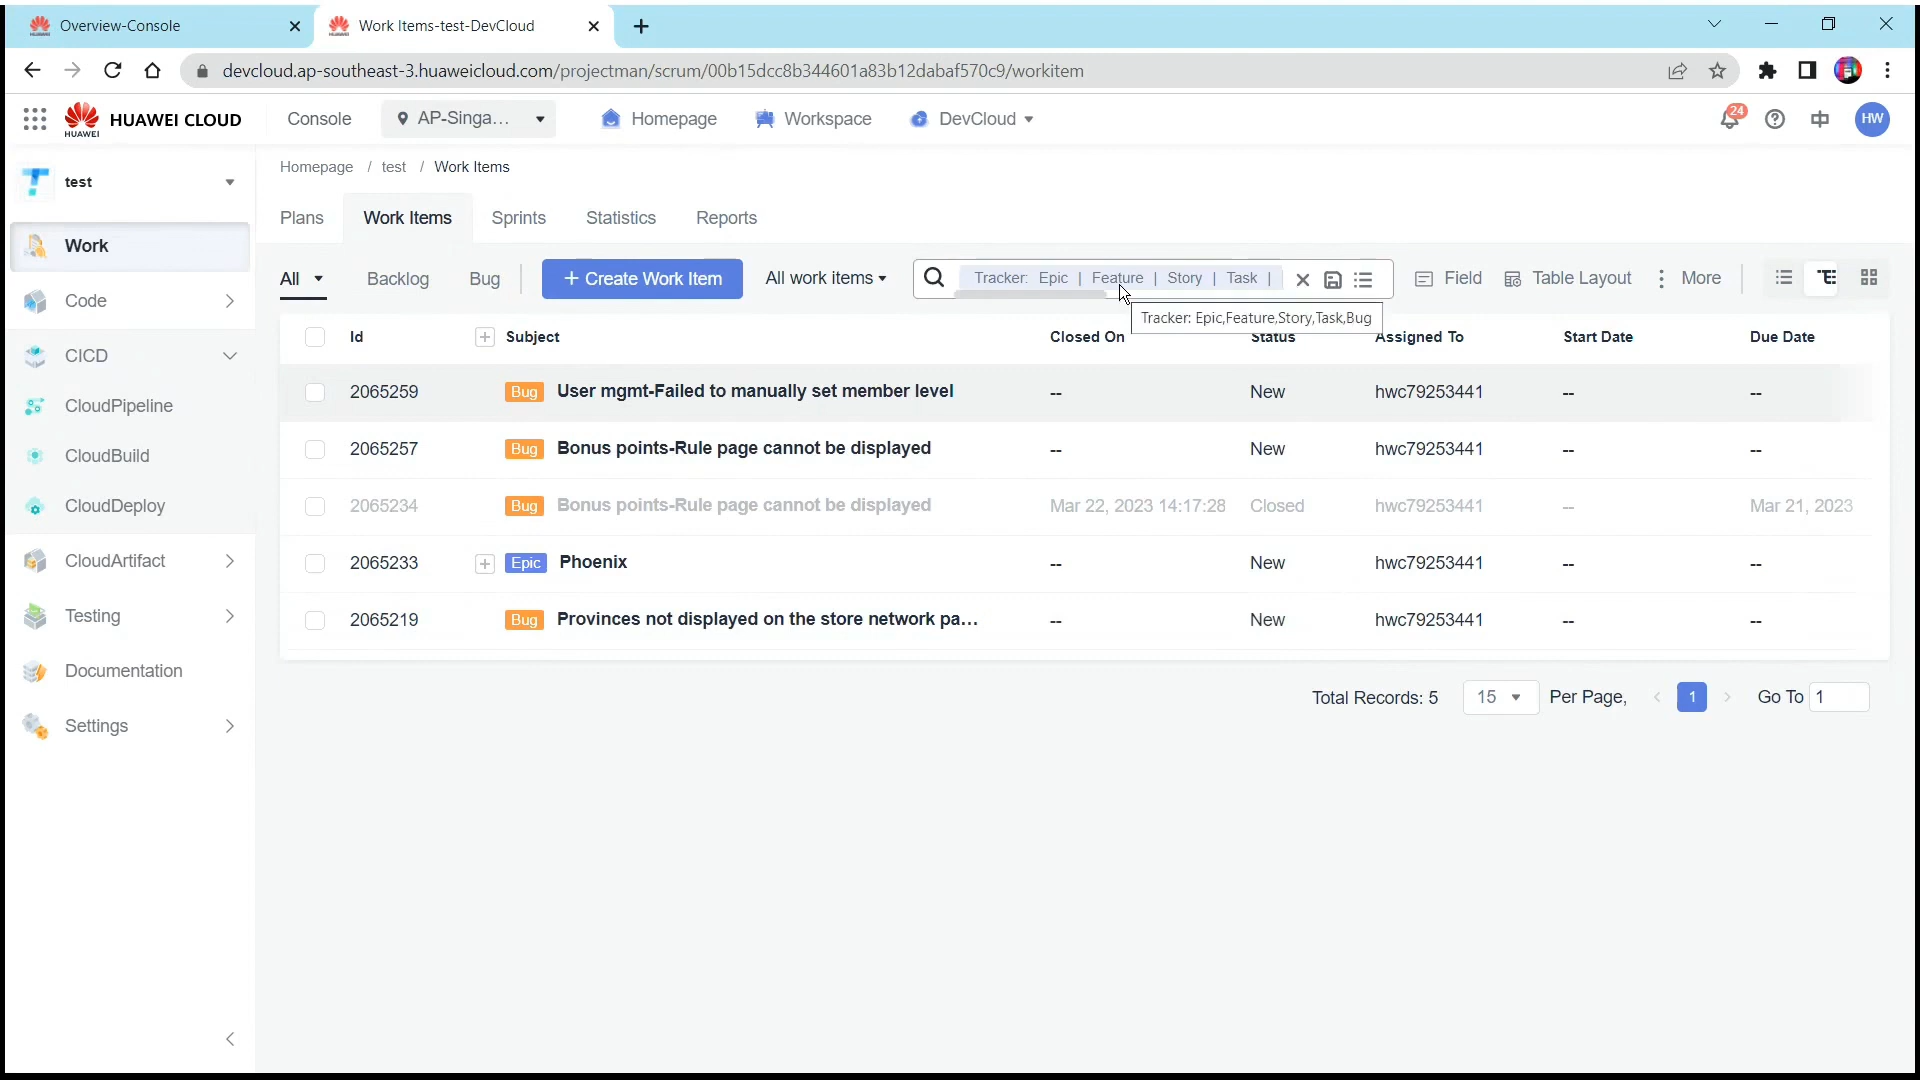 Overview-Console
Work Items-test-DevCloud
devcloud.ap-southeast-3.huaweicloud.com/projectman/scrum/00b15dcc8b344601a83b12dabaf570c9/workitem
HUAWEI
HUAWEI CLOUD
Console
AP-Singa...
Homepage
Workspace
DevCloud
24
HW
test
Homepage / test / Work Items
Plans
Work Items
Sprints
Statistics
Reports
Work
Code
CICD
CloudPipeline
CloudBuild
CloudDeploy
CloudArtifact
Testing
Documentation
Settings
All
Backlog
Bug
+ Create Work Item
All work items
Tracker: Epic | Feature | Story | Task |
Field
Table Layout
More
Tracker: Epic,Feature,Story,Task,Bug
Id Subject Closed On Status Assigned To Start Date Due Date
2065259 Bug User mgmt-Failed to manually set member level -- New hwc79253441 -- --
2065257 Bug Bonus points-Rule page cannot be displayed -- New hwc79253441 -- --
2065234 Bug Bonus points-Rule page cannot be displayed Mar 22, 2023 14:17:28 Closed hwc79253441 -- Mar 21, 2023
2065233 Epic Phoenix -- New hwc79253441 -- --
2065219 Bug Provinces not displayed on the store network pa... -- New hwc79253441 -- --
Total Records: 5 15 Per Page, < 1 > Go To 1